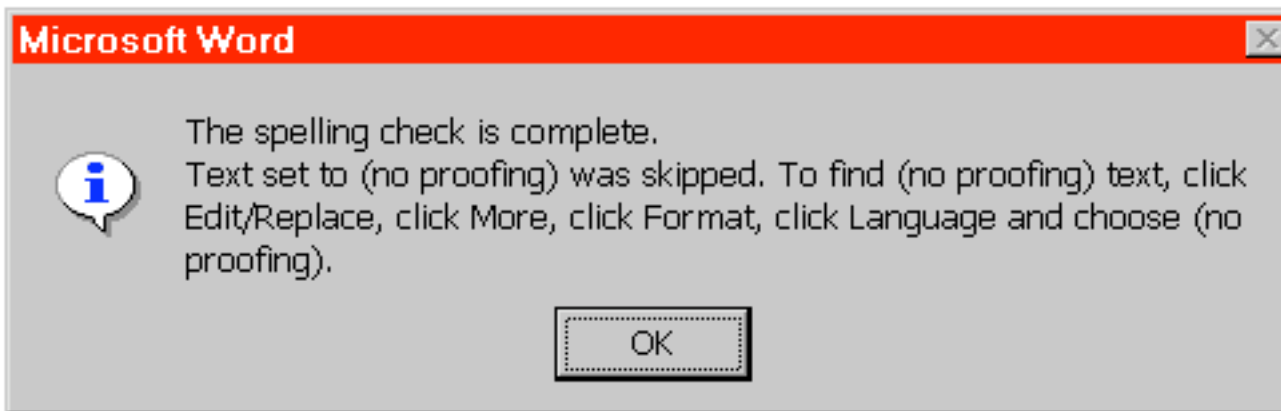 Microsoft Word
The spelling check is complete.
Text set to (no proofing) was skipped. To find (no proofing) text, click
Edit/Replace, click More, click Format, click Language and choose (no
proofing).
OK